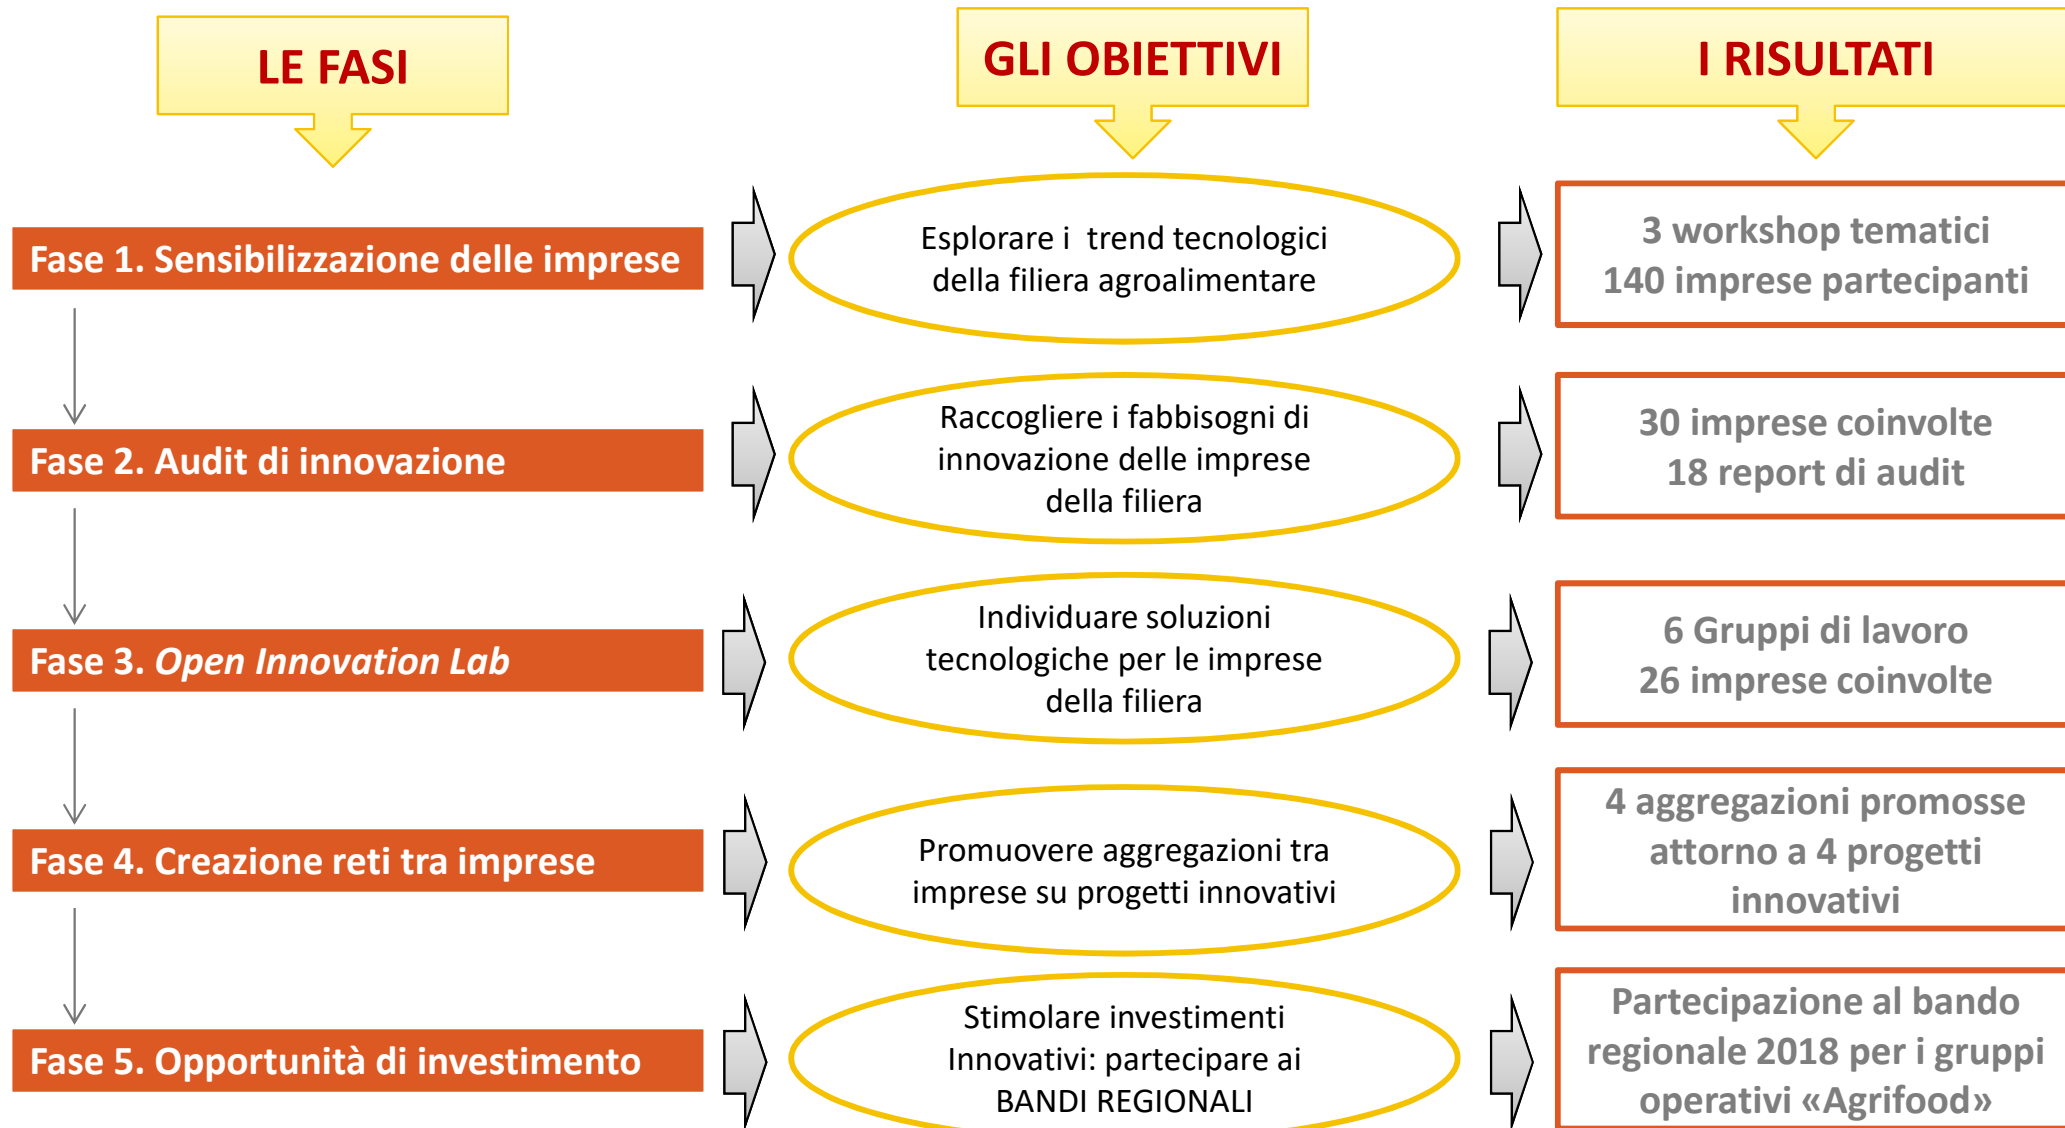 LE FASI
GLI OBIETTIVI
I RISULTATI
Fase 1. Sensibilizzazione delle imprese
Esplorare i trend tecnologici
della filiera agroalimentare
3 workshop tematici
140 imprese partecipanti
Fase 2. Audit di innovazione
Raccogliere i fabbisogni di
innovazione delle imprese
della filiera
30 imprese coinvolte
18 report di audit
Fase 3. Open Innovation Lab
Individuare soluzioni
tecnologiche per le imprese
della filiera
6 Gruppi di lavoro
26 imprese coinvolte
Fase 4. Creazione reti tra imprese
Promuovere aggregazioni tra
imprese su progetti innovativi
4 aggregazioni promosse
attorno a 4 progetti
innovativi
Fase 5. Opportunità di investimento
Stimolare investimenti
Innovativi: partecipare ai
BANDI REGIONALI
Partecipazione al bando
regionale 2018 per i gruppi
operativi «Agrifood»